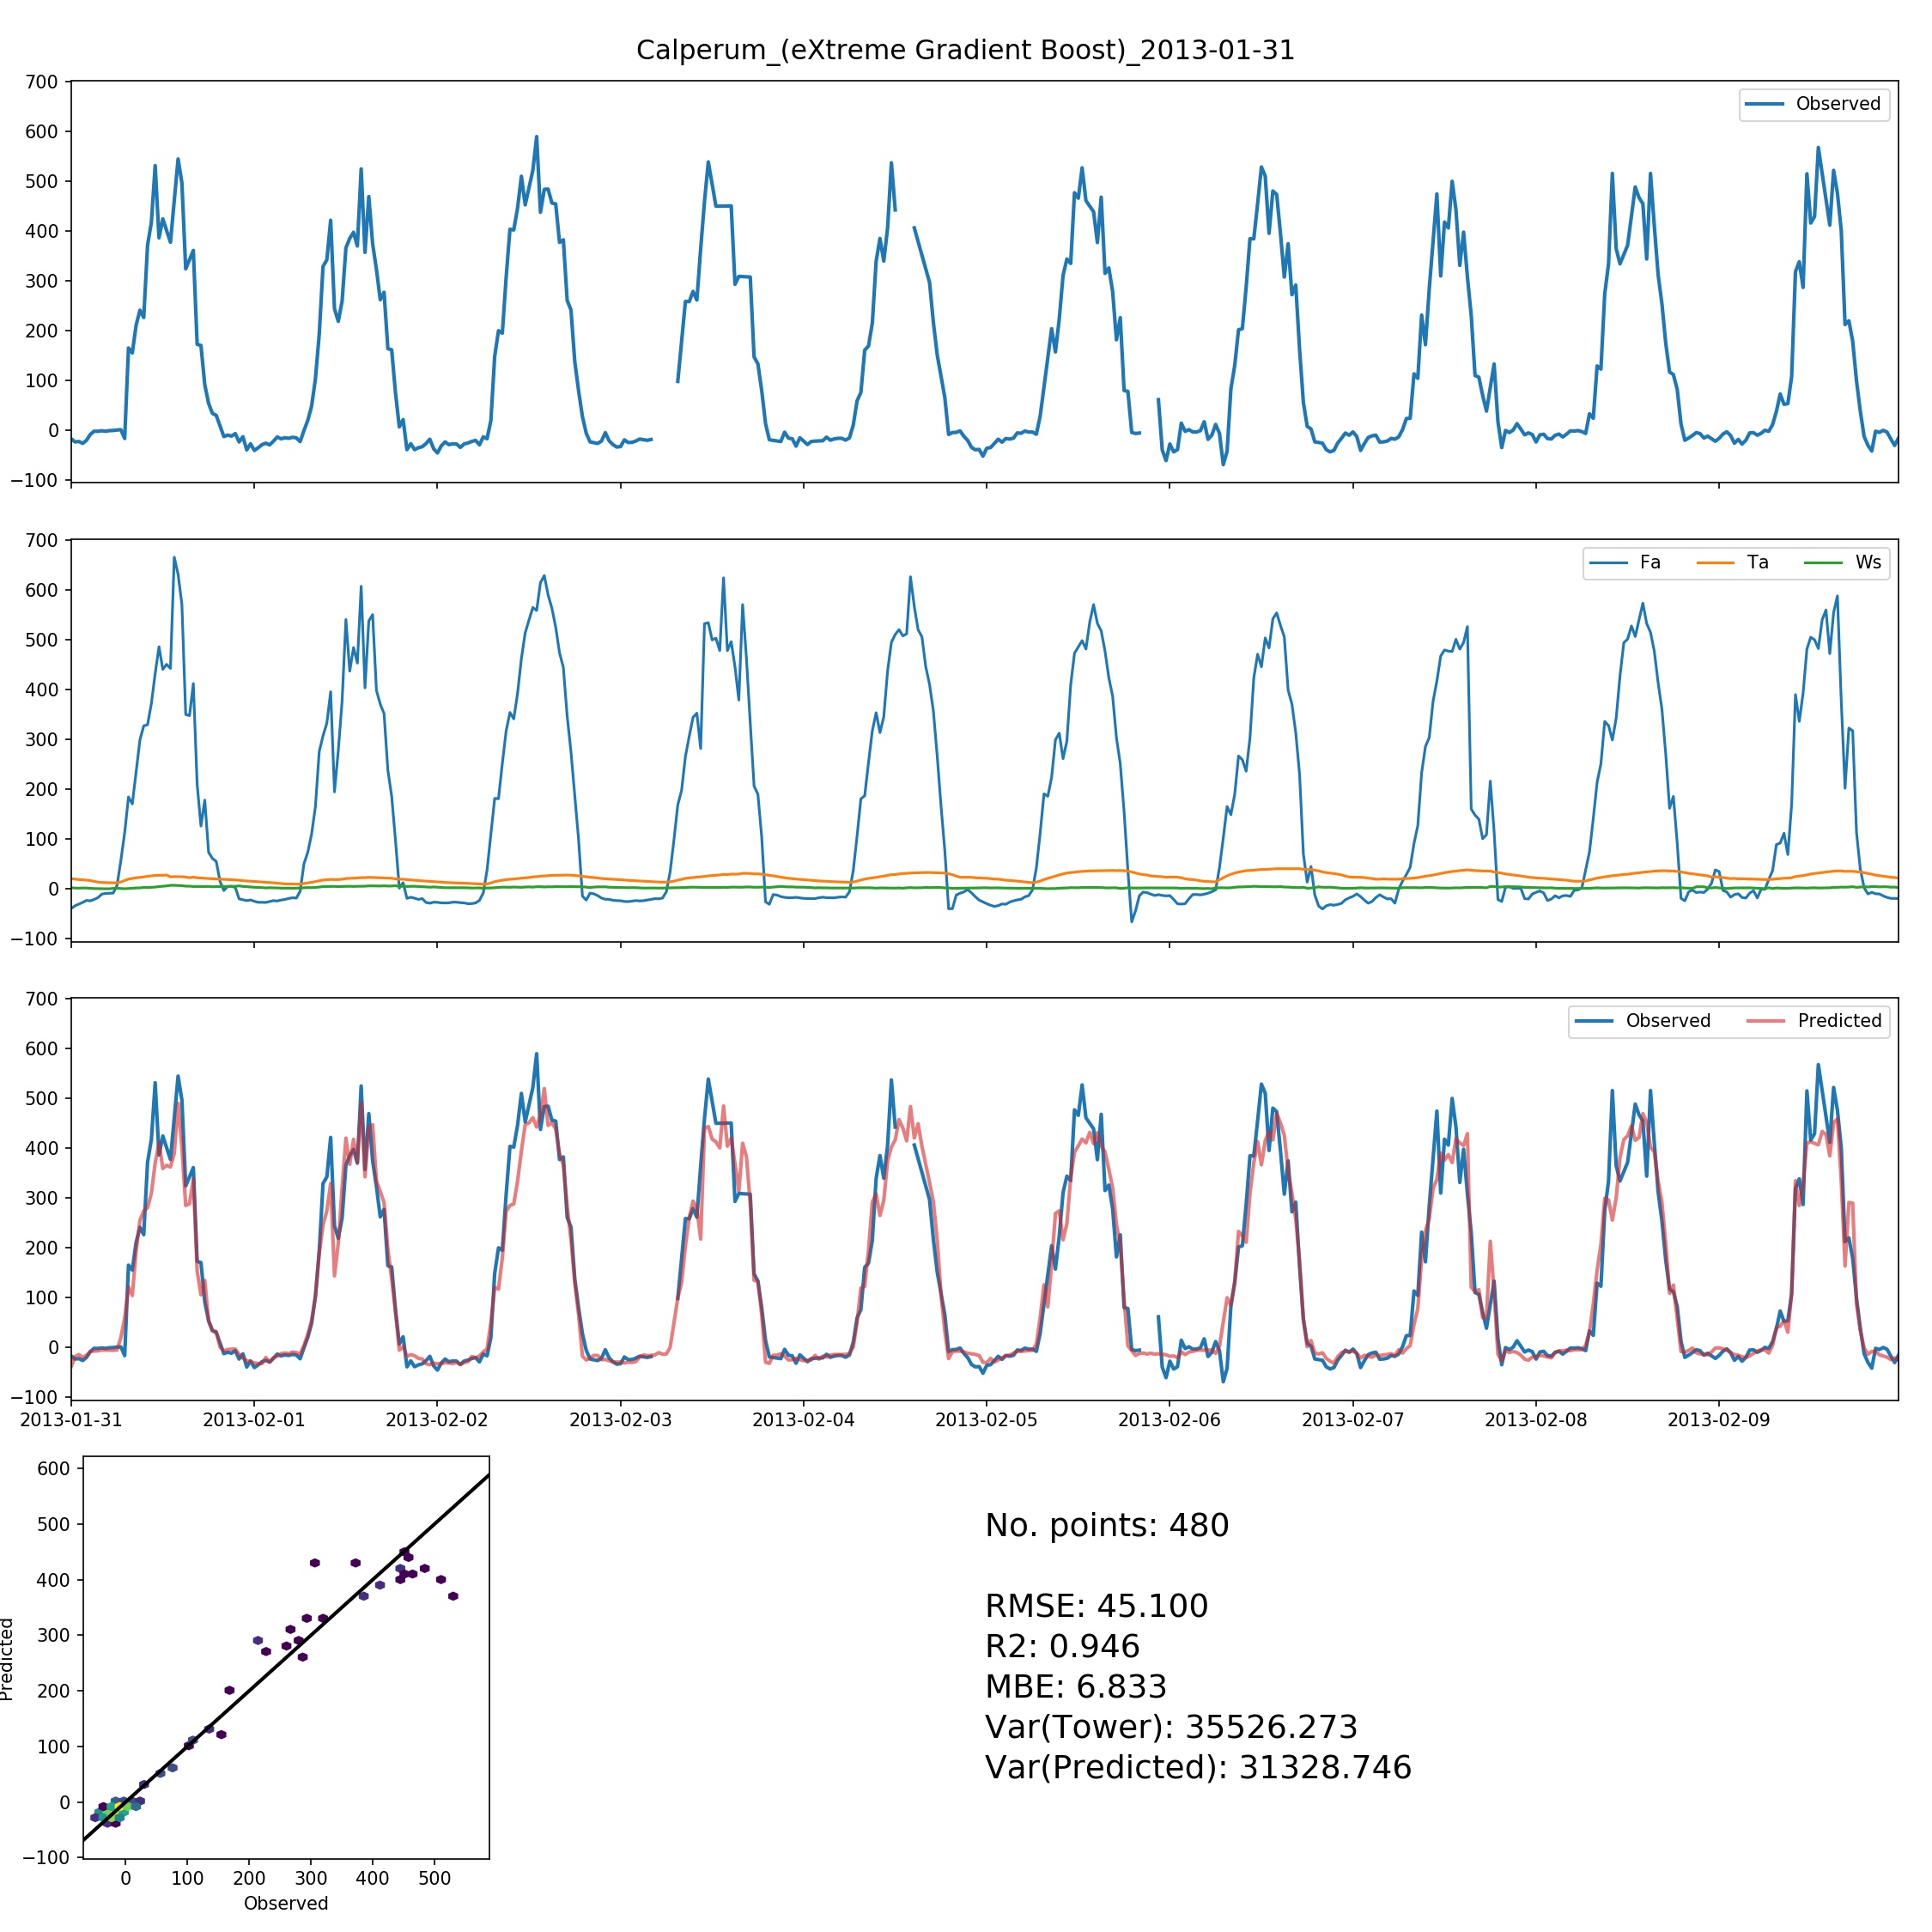 Calperum_(eXtreme Gradient Boost)_2013-01-31
700
600
500
400
300
200
100
0
−100
Observed
700
600
500
400
300
200
100
0
−100
Fa Ta Ws
700
600
500
400
300
200
100
0
−100
Observed Predicted
2013-01-31 2013-02-01 2013-02-02 2013-02-03 2013-02-04 2013-02-05 2013-02-06 2013-02-07 2013-02-08 2013-02-09
600
500
400
300
200
100
0
−100
Predicted
0 100 200 300 400 500
Observed
No. points: 480
RMSE: 45.100
R2: 0.946
MBE: 6.833
Var(Tower): 35526.273
Var(Predicted): 31328.746